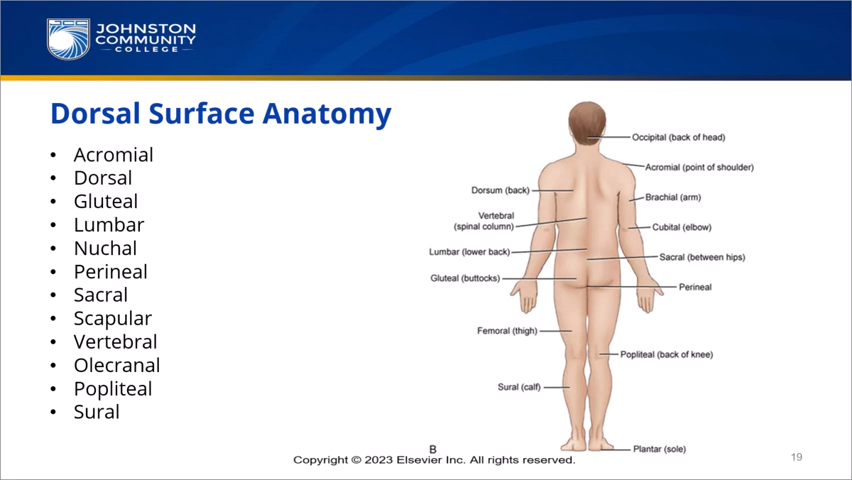 JOHNSTON
COMMUNITY
COLLEGE
Dorsal Surface Anatomy
• Acromial
• Dorsal
• Gluteal
• Lumbar
• Nuchal
• Perineal
• Sacral
• Scapular
• Vertebral
• Olecranal
• Popliteal
• Sural
Occipital (back of head)
Acromial (point of shoulder)
Dorsum (back)
Brachial (arm)
Vertebral
(spinal column)
Cubital (elbow)
Lumbar (lower back)
Sacral (between hips)
Gluteal (buttocks)
Perineal
Femoral (thigh)
Popliteal (back of knee)
Sural (calf)
Plantar (sole)
B
Copyright © 2023 Elsevier Inc. All rights reserved.
19